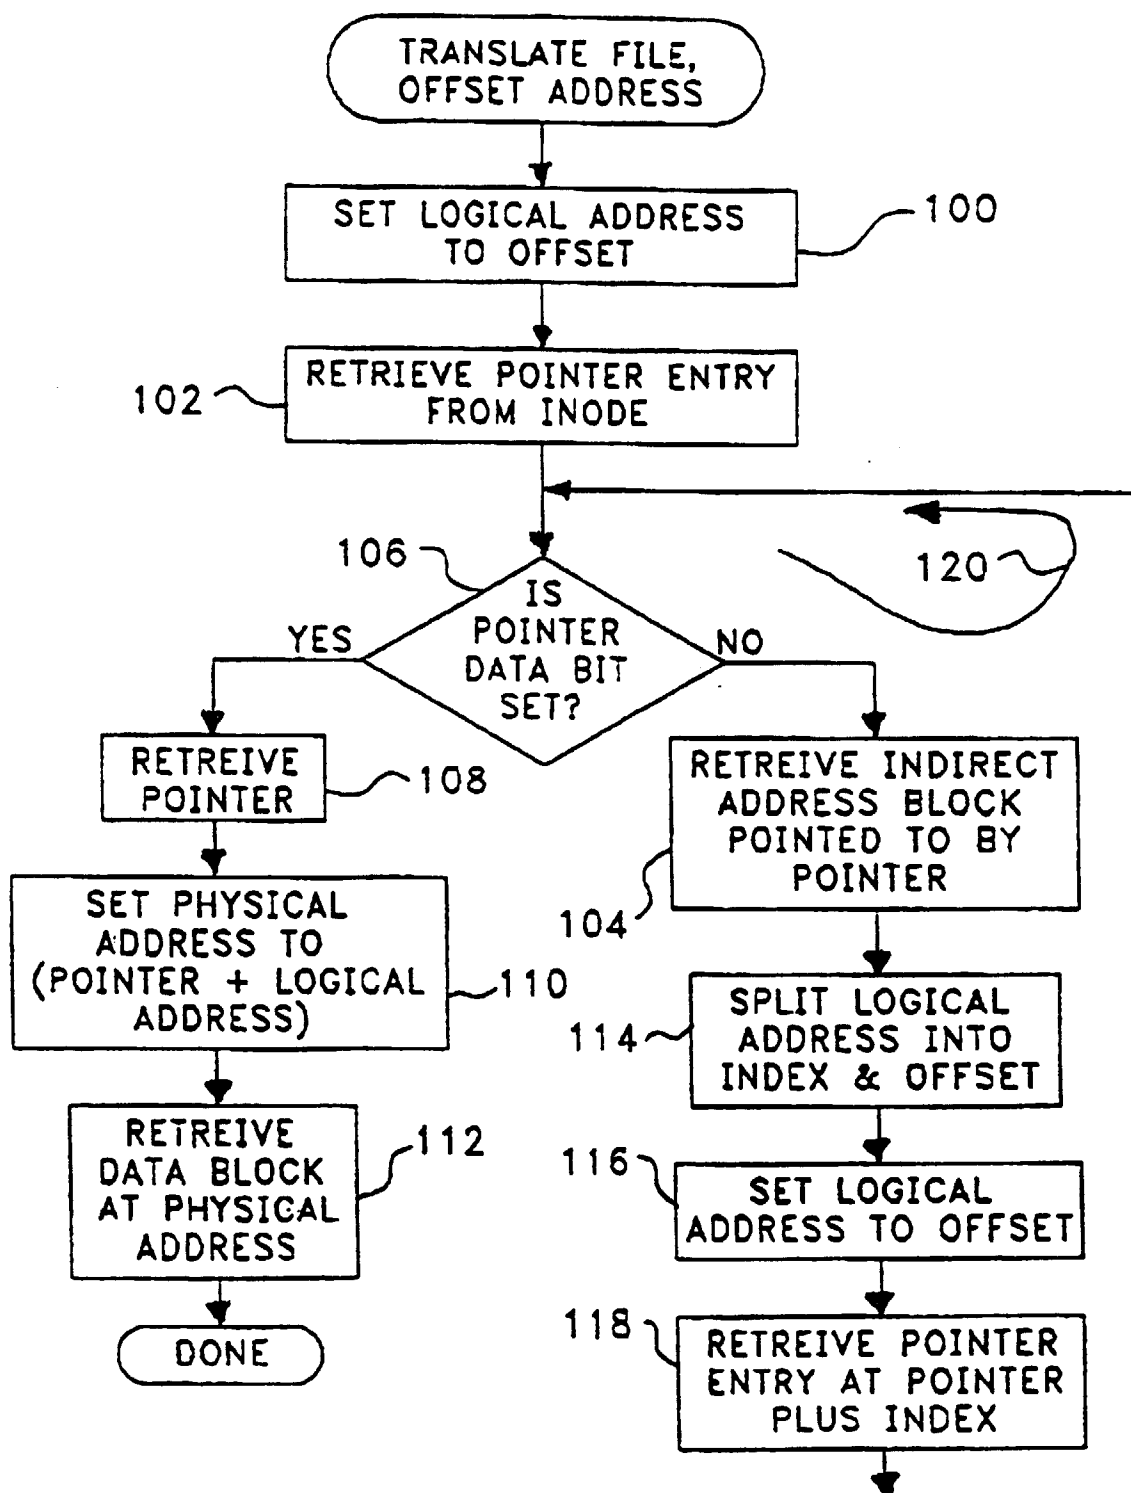 TRANSLATE FILE,
OFFSET ADDRESS
SET LOGICAL ADDRESS
TO OFFSET
100
RETRIEVE POINTER ENTRY
FROM INODE
102
106
120
IS
POINTER
DATA BIT
SET?
YES
NO
RETREIVE
POINTER
108
SET PHYSICAL
ADDRESS TO
(POINTER + LOGICAL
ADDRESS)
110
RETREIVE
DATA BLOCK
AT PHYSICAL
ADDRESS
112
DONE
RETREIVE INDIRECT
ADDRESS BLOCK
POINTED TO BY
POINTER
104
SPLIT LOGICAL
ADDRESS INTO
INDEX & OFFSET
114
116
SET LOGICAL
ADDRESS TO OFFSET
118
RETREIVE POINTER
ENTRY AT POINTER
PLUS INDEX